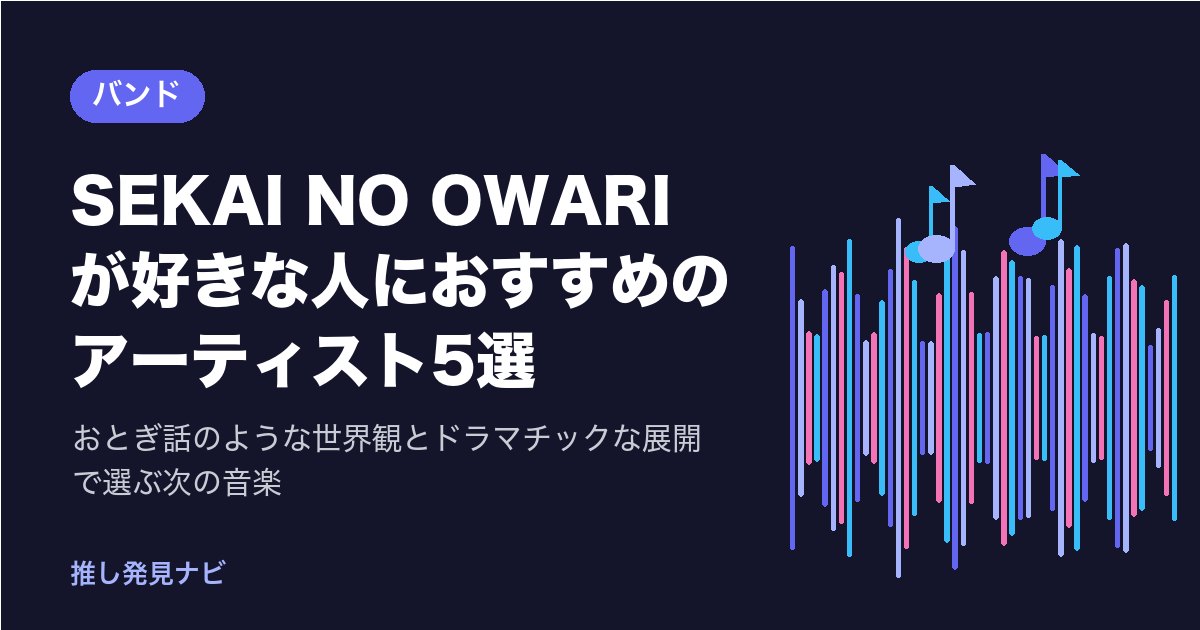 バンド
SEKAI NO OWARI
が好きな人におすすめの
アーティスト5選
おとぎ話のような世界観とドラマチックな展開
で選ぶ次の音楽
推し発見ナビ